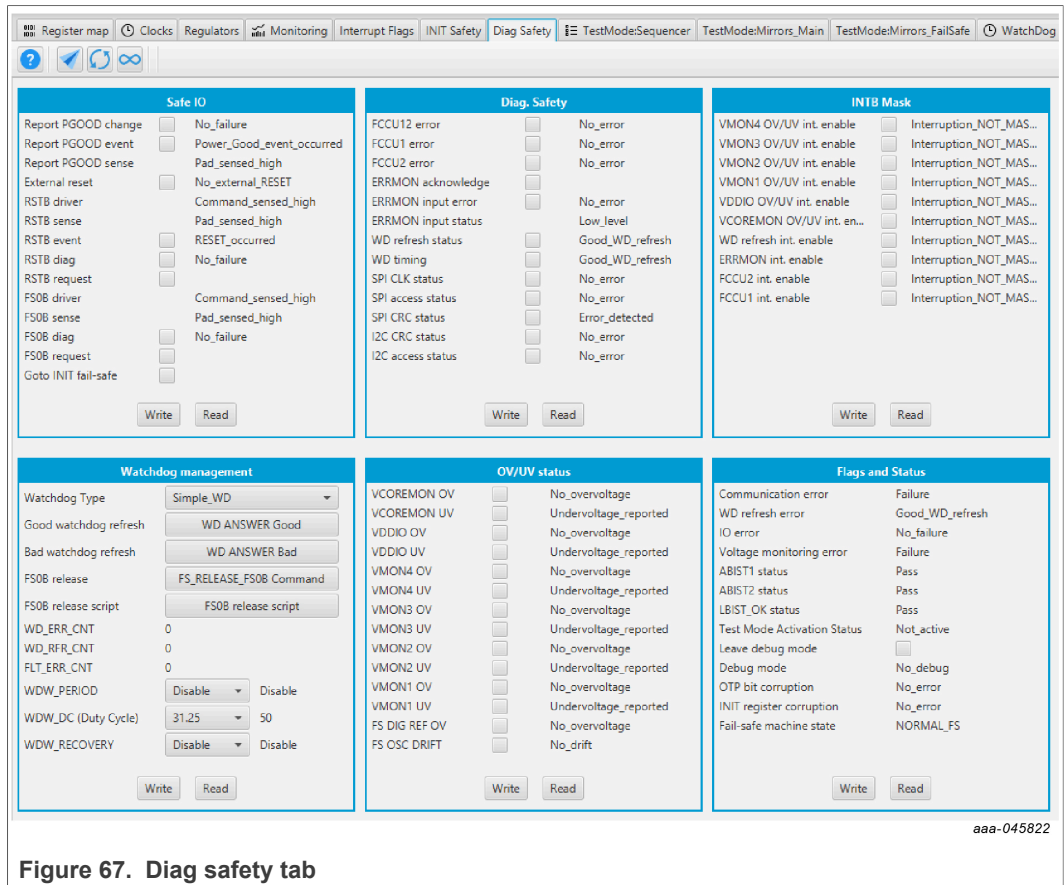 Register map Clocks Regulators Monitoring Interrupt Flags INIT Safety Diag Safety TestMode:Sequencer TestMode:Mirrors_Main TestMode:Mirrors_FailSafe WatchDog
Safe IO
Report PGOOD change No_failure
Report PGOOD event Power_Good_event_occurred
Report PGOOD sense Pad_sensed_high
External reset No_external_RESET
RSTB driver Command_sensed_high
RSTB sense Pad_sensed_high
RSTB event RESET_occurred
RSTB diag No_failure
RSTB request
FS0B driver Command_sensed_high
FS0B sense Pad_sensed_high
FS0B diag No_failure
FS0B request
Goto INIT fail-safe
Write Read
Diag. Safety
FCCU12 error No_error
FCCU1 error No_error
FCCU2 error No_error
ERRMON acknowledge
ERRMON input error No_error
ERRMON input status Low_level
WD refresh status Good_WD_refresh
WD timing Good_WD_refresh
SPI CLK status No_error
SPI access status No_error
SPI CRC status Error_detected
I2C CRC status No_error
I2C access status No_error
Write Read
INTB Mask
VMON4 OV/UV int. enable Interruption_NOT_MAS...
VMON3 OV/UV int. enable Interruption_NOT_MAS...
VMON2 OV/UV int. enable Interruption_NOT_MAS...
VMON1 OV/UV int. enable Interruption_NOT_MAS...
VDDIO OV/UV int. enable Interruption_NOT_MAS...
VCOREMON OV/UV int. en... Interruption_NOT_MAS...
WD refresh int. enable Interruption_NOT_MAS...
ERRMON int. enable Interruption_NOT_MAS...
FCCU2 int. enable Interruption_NOT_MAS...
FCCU1 int. enable Interruption_NOT_MAS...
Write Read
Watchdog management
Watchdog Type Simple_WD
Good watchdog refresh WD ANSWER Good
Bad watchdog refresh WD ANSWER Bad
FS0B release FS_RELEASE_FS0B Command
FS0B release script FS0B release script
WD_ERR_CNT 0
WD_RFR_CNT 0
FLT_ERR_CNT 0
WDW_PERIOD Disable Disable
WDW_DC (Duty Cycle) 31.25 50
WDW_RECOVERY Disable Disable
Write Read
OV/UV status
VCOREMON OV No_overvoltage
VCOREMON UV Undervoltage_reported
VDDIO OV No_overvoltage
VDDIO UV Undervoltage_reported
VMON4 OV No_overvoltage
VMON4 UV Undervoltage_reported
VMON3 OV No_overvoltage
VMON3 UV Undervoltage_reported
VMON2 OV No_overvoltage
VMON2 UV Undervoltage_reported
VMON1 OV No_overvoltage
VMON1 UV Undervoltage_reported
FS DIG REF OV No_overvoltage
FS OSC DRIFT No_drift
Write Read
Flags and Status
Communication error Failure
WD refresh error Good_WD_refresh
IO error No_failure
Voltage monitoring error Failure
ABIST1 status Pass
ABIST2 status Pass
LBIST_OK status Pass
Test Mode Activation Status Not_active
Leave debug mode
Debug mode No_debug
OTP bit corruption No_error
INIT register corruption No_error
Fail-safe machine state NORMAL_FS
Write Read
aaa-045822
Figure 67. Diag safety tab